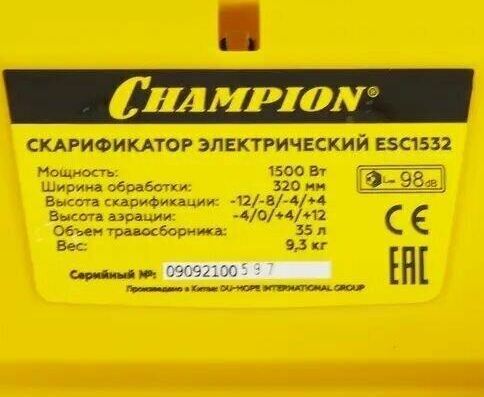 CHAMPION®
СКАРИФИКАТОР ЭЛЕКТРИЧЕСКИЙ ESC1532
Мощность: 1500 Вт
Ширина обработки: 320 мм
Высота скарификации: -12/-8/-4/+4
Высота аэрации: -4/0/+4/+12
Объем травосборника: 35 л
Вес: 9,3 кг
98 dB
CE
EAC
Серийный №: 09092100597
Произведено в Китае: DU-HOPE INTERNATIONAL GROUP